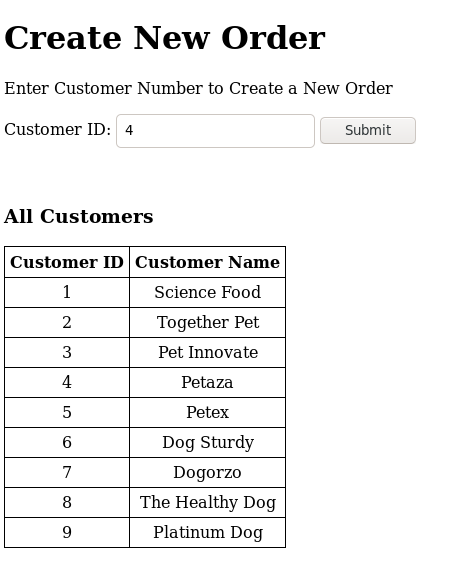 Create New Order
Enter Customer Number to Create a New Order
Customer ID: 4 Submit
All Customers
Customer ID Customer Name
1 Science Food
2 Together Pet
3 Pet Innovate
4 Petaza
5 Petex
6 Dog Sturdy
7 Dogorzo
8 The Healthy Dog
9 Platinum Dog